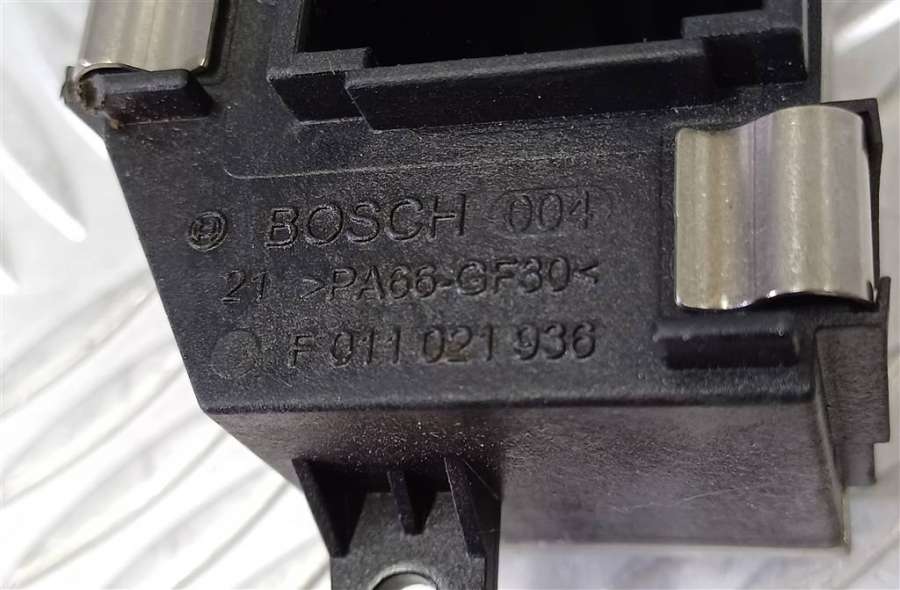 BOSCH 004
21 >PA66-GF30<
F 011 021 936